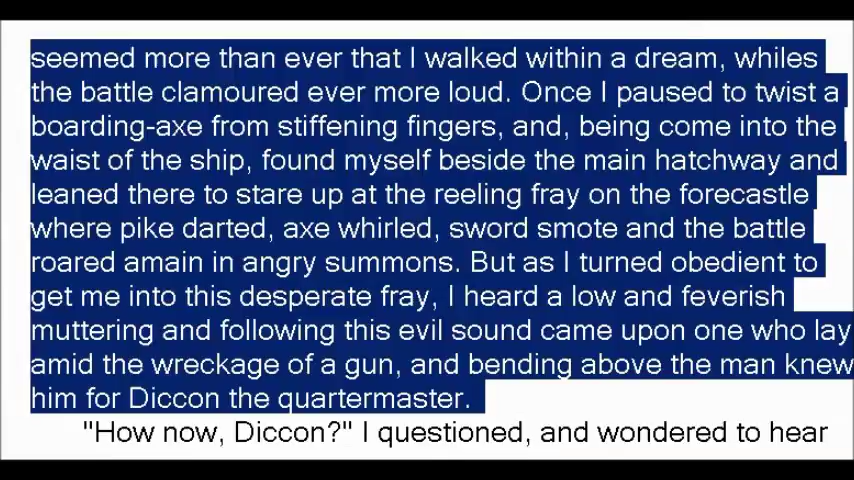 seemed more than ever that I walked within a dream, whiles
the battle clamoured ever more loud. Once I paused to twist a
boarding-axe from stiffening fingers, and, being come into the
waist of the ship, found myself beside the main hatchway and
leaned there to stare up at the reeling fray on the forecastle
where pike darted, axe whirled, sword smote and the battle
roared amain in angry summons. But as I turned obedient to
get me into this desperate fray, I heard a low and feverish
muttering and following this evil sound came upon one who lay
amid the wreckage of a gun, and bending above the man knew
him for Diccon the quartermaster.
"How now, Diccon?" I questioned, and wondered to hear